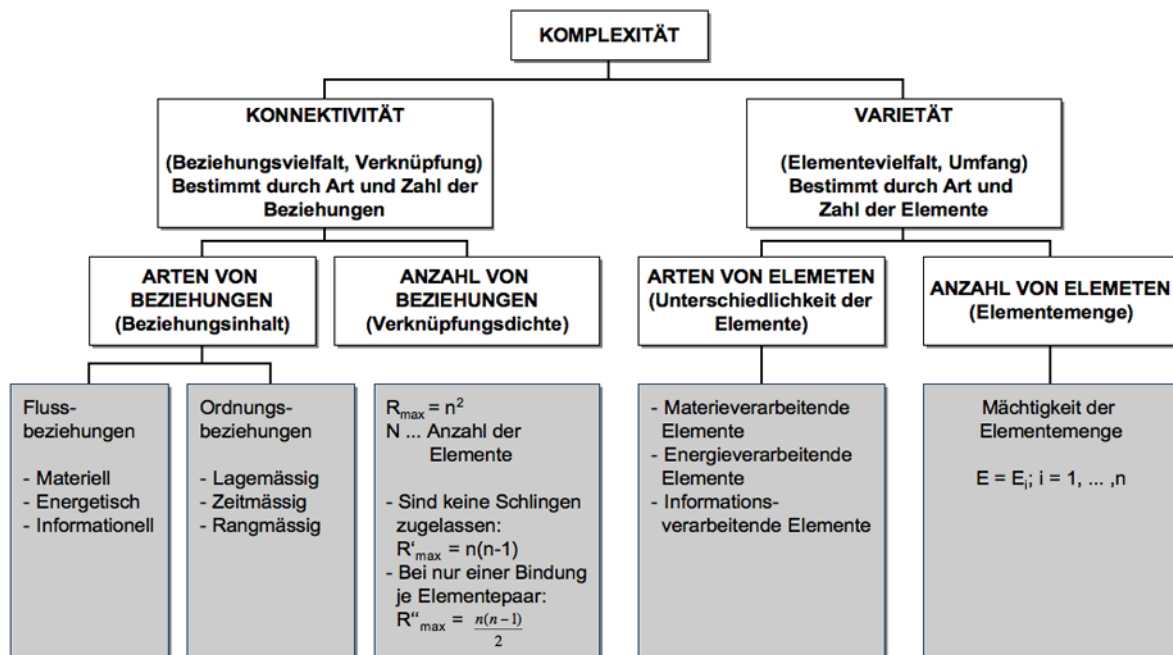 KOMPLEXITÄT
KONNEKTIVITÄT
(Beziehungsvielfalt, Verknüpfung)
Bestimmt durch Art und Zahl der
Beziehungen
VARIETÄT
(Elementevielfalt, Umfang)
Bestimmt durch Art und
Zahl der Elemente
ARTEN VON
BEZIEHUNGEN
(Beziehungsinhalt)
ANZAHL VON
BEZIEHUNGEN
(Verknüpfungsdichte)
ARTEN VON ELEMETEN
(Unterschiedlichkeit der
Elemente)
ANZAHL VON ELEMETEN
(Elementemenge)
Fluss-
beziehungen
- Materiell
- Energetisch
- Informationell
Ordnungs-
beziehungen
- Lagemässig
- Zeitmässig
- Rangmässig
R_max = n²
N ... Anzahl der
Elemente
- Sind keine Schlingen
zugelassen:
R‘_max = n(n-1)
- Bei nur einer Bindung
je Elementepaar:
R“_max = n(n−1)/2
- Materieverarbeitende
Elemente
- Energieverarbeitende
Elemente
- Informations-
verarbeitende Elemente
Mächtigkeit der
Elementemenge
E = E_i; i = 1, ... ,n